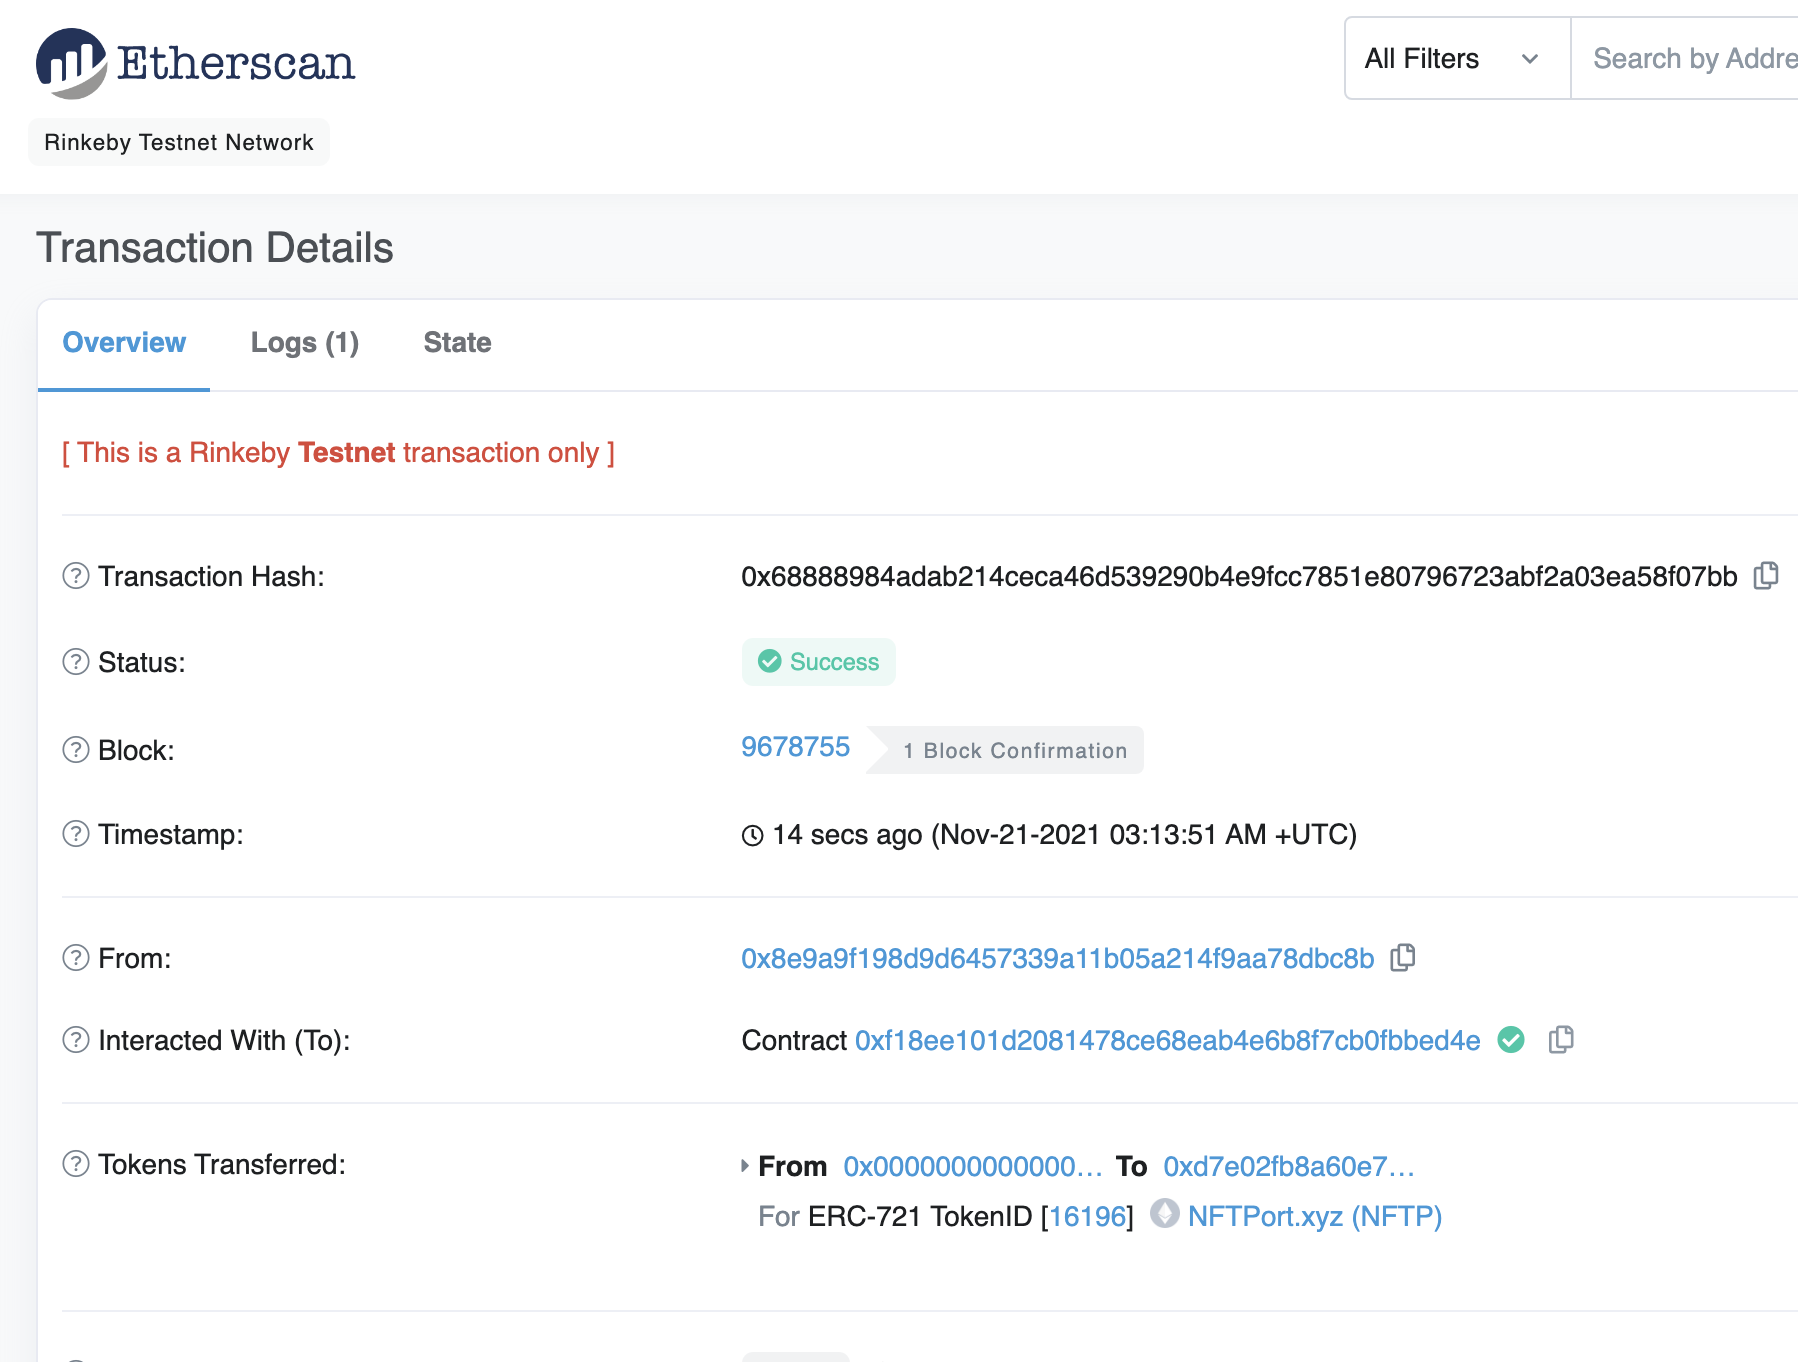 Etherscan
All Filters
Search by Addre
Rinkeby Testnet Network
Transaction Details
Overview Logs (1) State
[ This is a Rinkeby Testnet transaction only ]
Transaction Hash: 0x68888984adab214ceca46d539290b4e9fcc7851e80796723abf2a03ea58f07bb
Status: Success
Block: 9678755 1 Block Confirmation
Timestamp: 14 secs ago (Nov-21-2021 03:13:51 AM +UTC)
From: 0x8e9a9f198d9d6457339a11b05a214f9aa78dbc8b
Interacted With (To): Contract 0xf18ee101d2081478ce68eab4e6b8f7cb0fbbed4e
Tokens Transferred: From 0x0000000000000... To 0xd7e02fb8a60e7...
For ERC-721 TokenID [16196] NFTPort.xyz (NFTP)